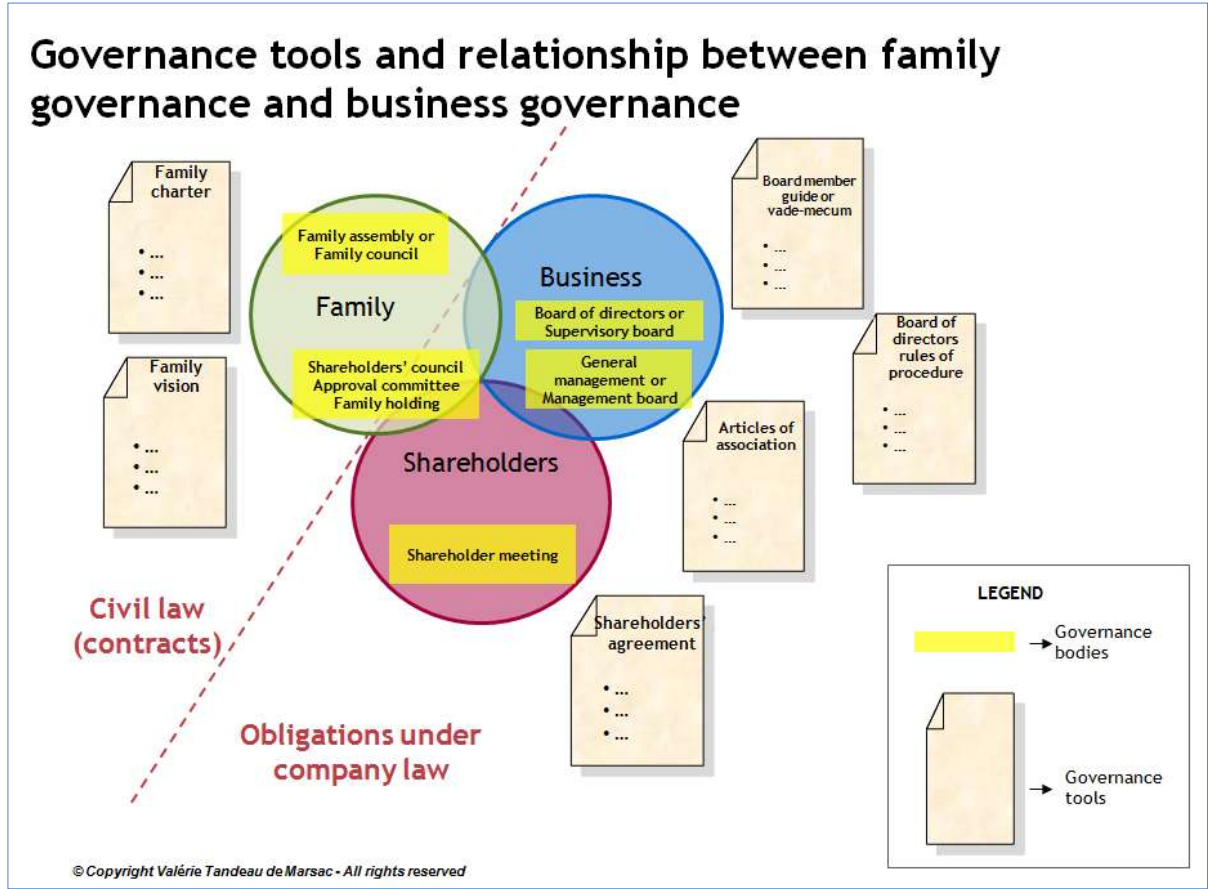 Governance tools and relationship between family
governance and business governance
Family
charter
• ...
• ...
• ...
Family
vision
• ...
• ...
• ...
Family assembly or
Family council
Family
Shareholders' council
Approval committee
Family holding
Business
Board of directors or
Supervisory board
General
management or
Management board
Shareholders
Shareholder meeting
Board member
guide or
vade-mecum
• ...
• ...
• ...
Board of
directors
rules of
procedure
• ...
• ...
• ...
Articles of
association
• ...
• ...
• ...
Shareholders'
agreement
• ...
• ...
• ...
Civil law
(contracts)
Obligations under
company law
LEGEND
Governance
bodies
Governance
tools
© Copyright Valérie Tandeau de Marsac - All rights reserved